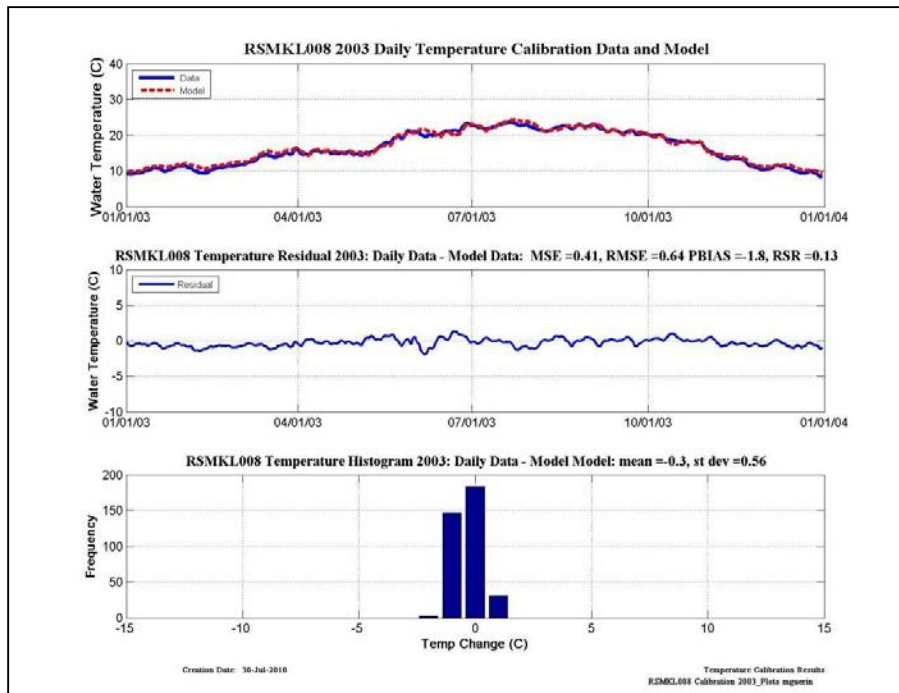 RSMKL008 2003 Daily Temperature Calibration Data and Model
Water Temperature (C)
40
30
20
10
0
Data
Model
01/01/03 04/01/03 07/01/03 10/01/03 01/01/04
RSMKL008 Temperature Residual 2003: Daily Data - Model Data: MSE =0.41, RMSE =0.64 PBIAS =-1.8, RSR =0.13
Water Temperature (C)
10
5
0
-5
-10
Residual
01/01/03 04/01/03 07/01/03 10/01/03 01/01/04
RSMKL008 Temperature Histogram 2003: Daily Data - Model Model: mean =-0.3, st dev =0.56
Frequency
200
150
100
50
0
-15 -10 -5 0 5 10 15
Temp Change (C)
Creation Date: 30-Jul-2010
Temperature Calibration Results
RSMKL008 Calibration 2003_Plots mguerin